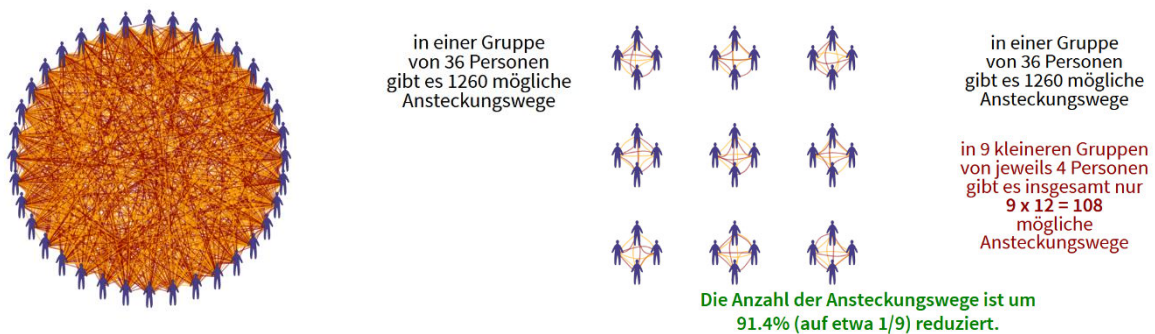 in einer Gruppe
von 36 Personen
gibt es 1260 mögliche
Ansteckungswege
in einer Gruppe
von 36 Personen
gibt es 1260 mögliche
Ansteckungswege
in 9 kleineren Gruppen
von jeweils 4 Personen
gibt es insgesamt nur
9 x 12 = 108
mögliche
Ansteckungswege
Die Anzahl der Ansteckungswege ist um
91.4% (auf etwa 1/9) reduziert.